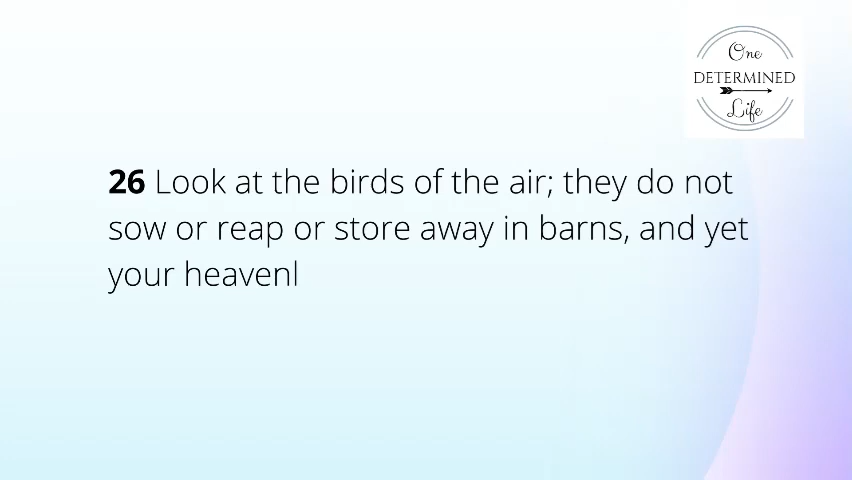 One
DETERMINED
Life
26 Look at the birds of the air; they do not
sow or reap or store away in barns, and yet
your heavenl